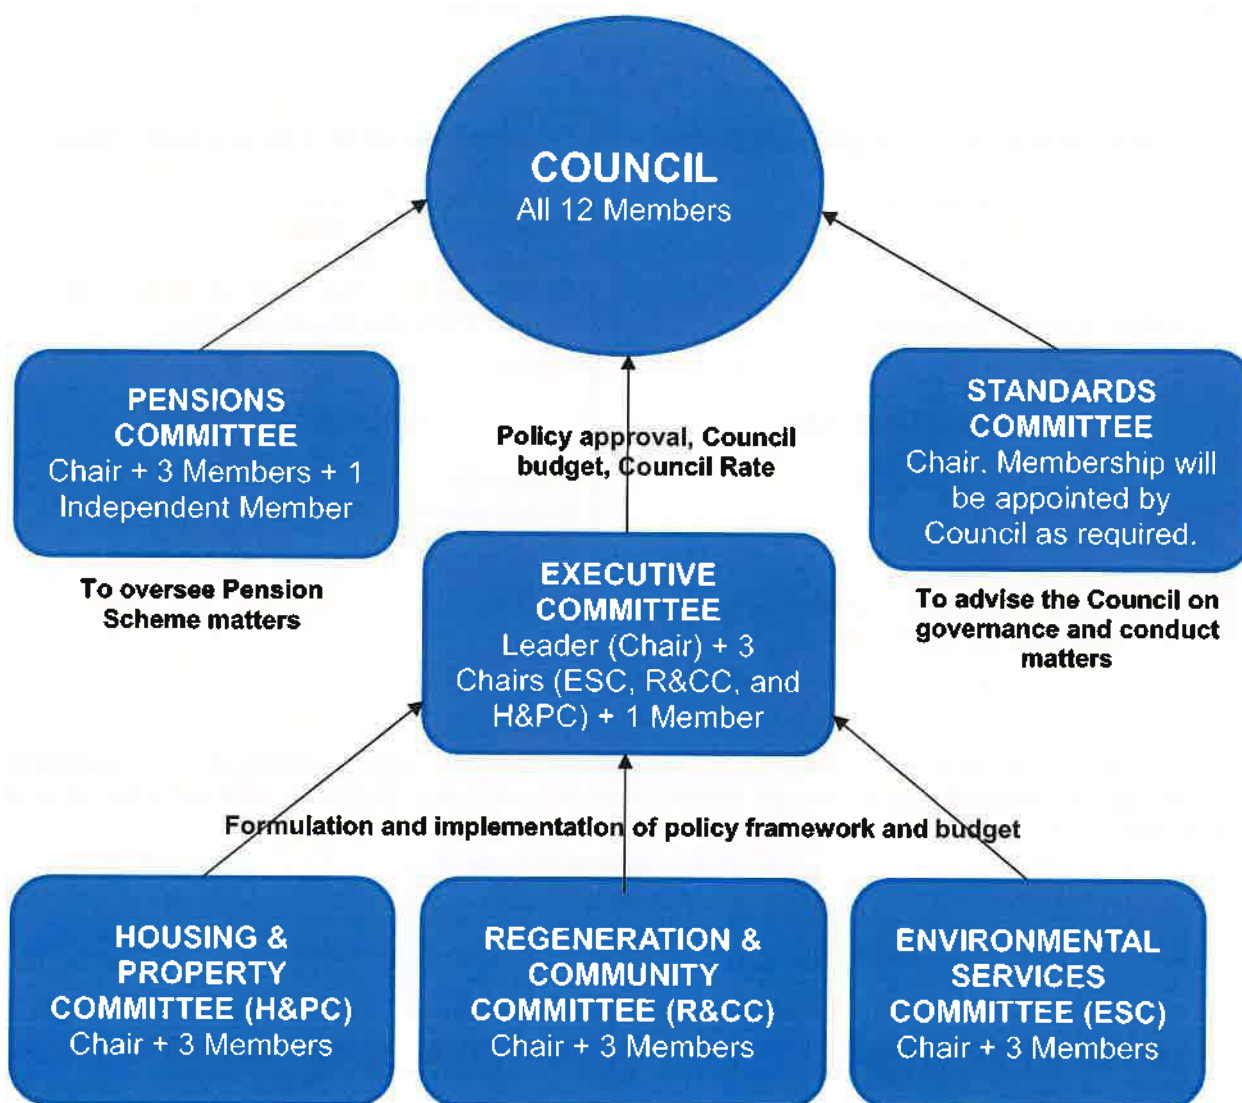 COUNCIL
All 12 Members
PENSIONS
COMMITTEE
Chair + 3 Members + 1
Independent Member
To oversee Pension
Scheme matters
Policy approval, Council
budget, Council Rate
STANDARDS
COMMITTEE
Chair. Membership will
be appointed by
Council as required.
To advise the Council on
governance and conduct
matters
EXECUTIVE
COMMITTEE
Leader (Chair) + 3
Chairs (ESC, R&CC, and
H&PC) + 1 Member
Formulation and implementation of policy framework and budget
HOUSING &
PROPERTY
COMMITTEE (H&PC)
Chair + 3 Members
REGENERATION &
COMMUNITY
COMMITTEE (R&CC)
Chair + 3 Members
ENVIRONMENTAL
SERVICES
COMMITTEE (ESC)
Chair + 3 Members